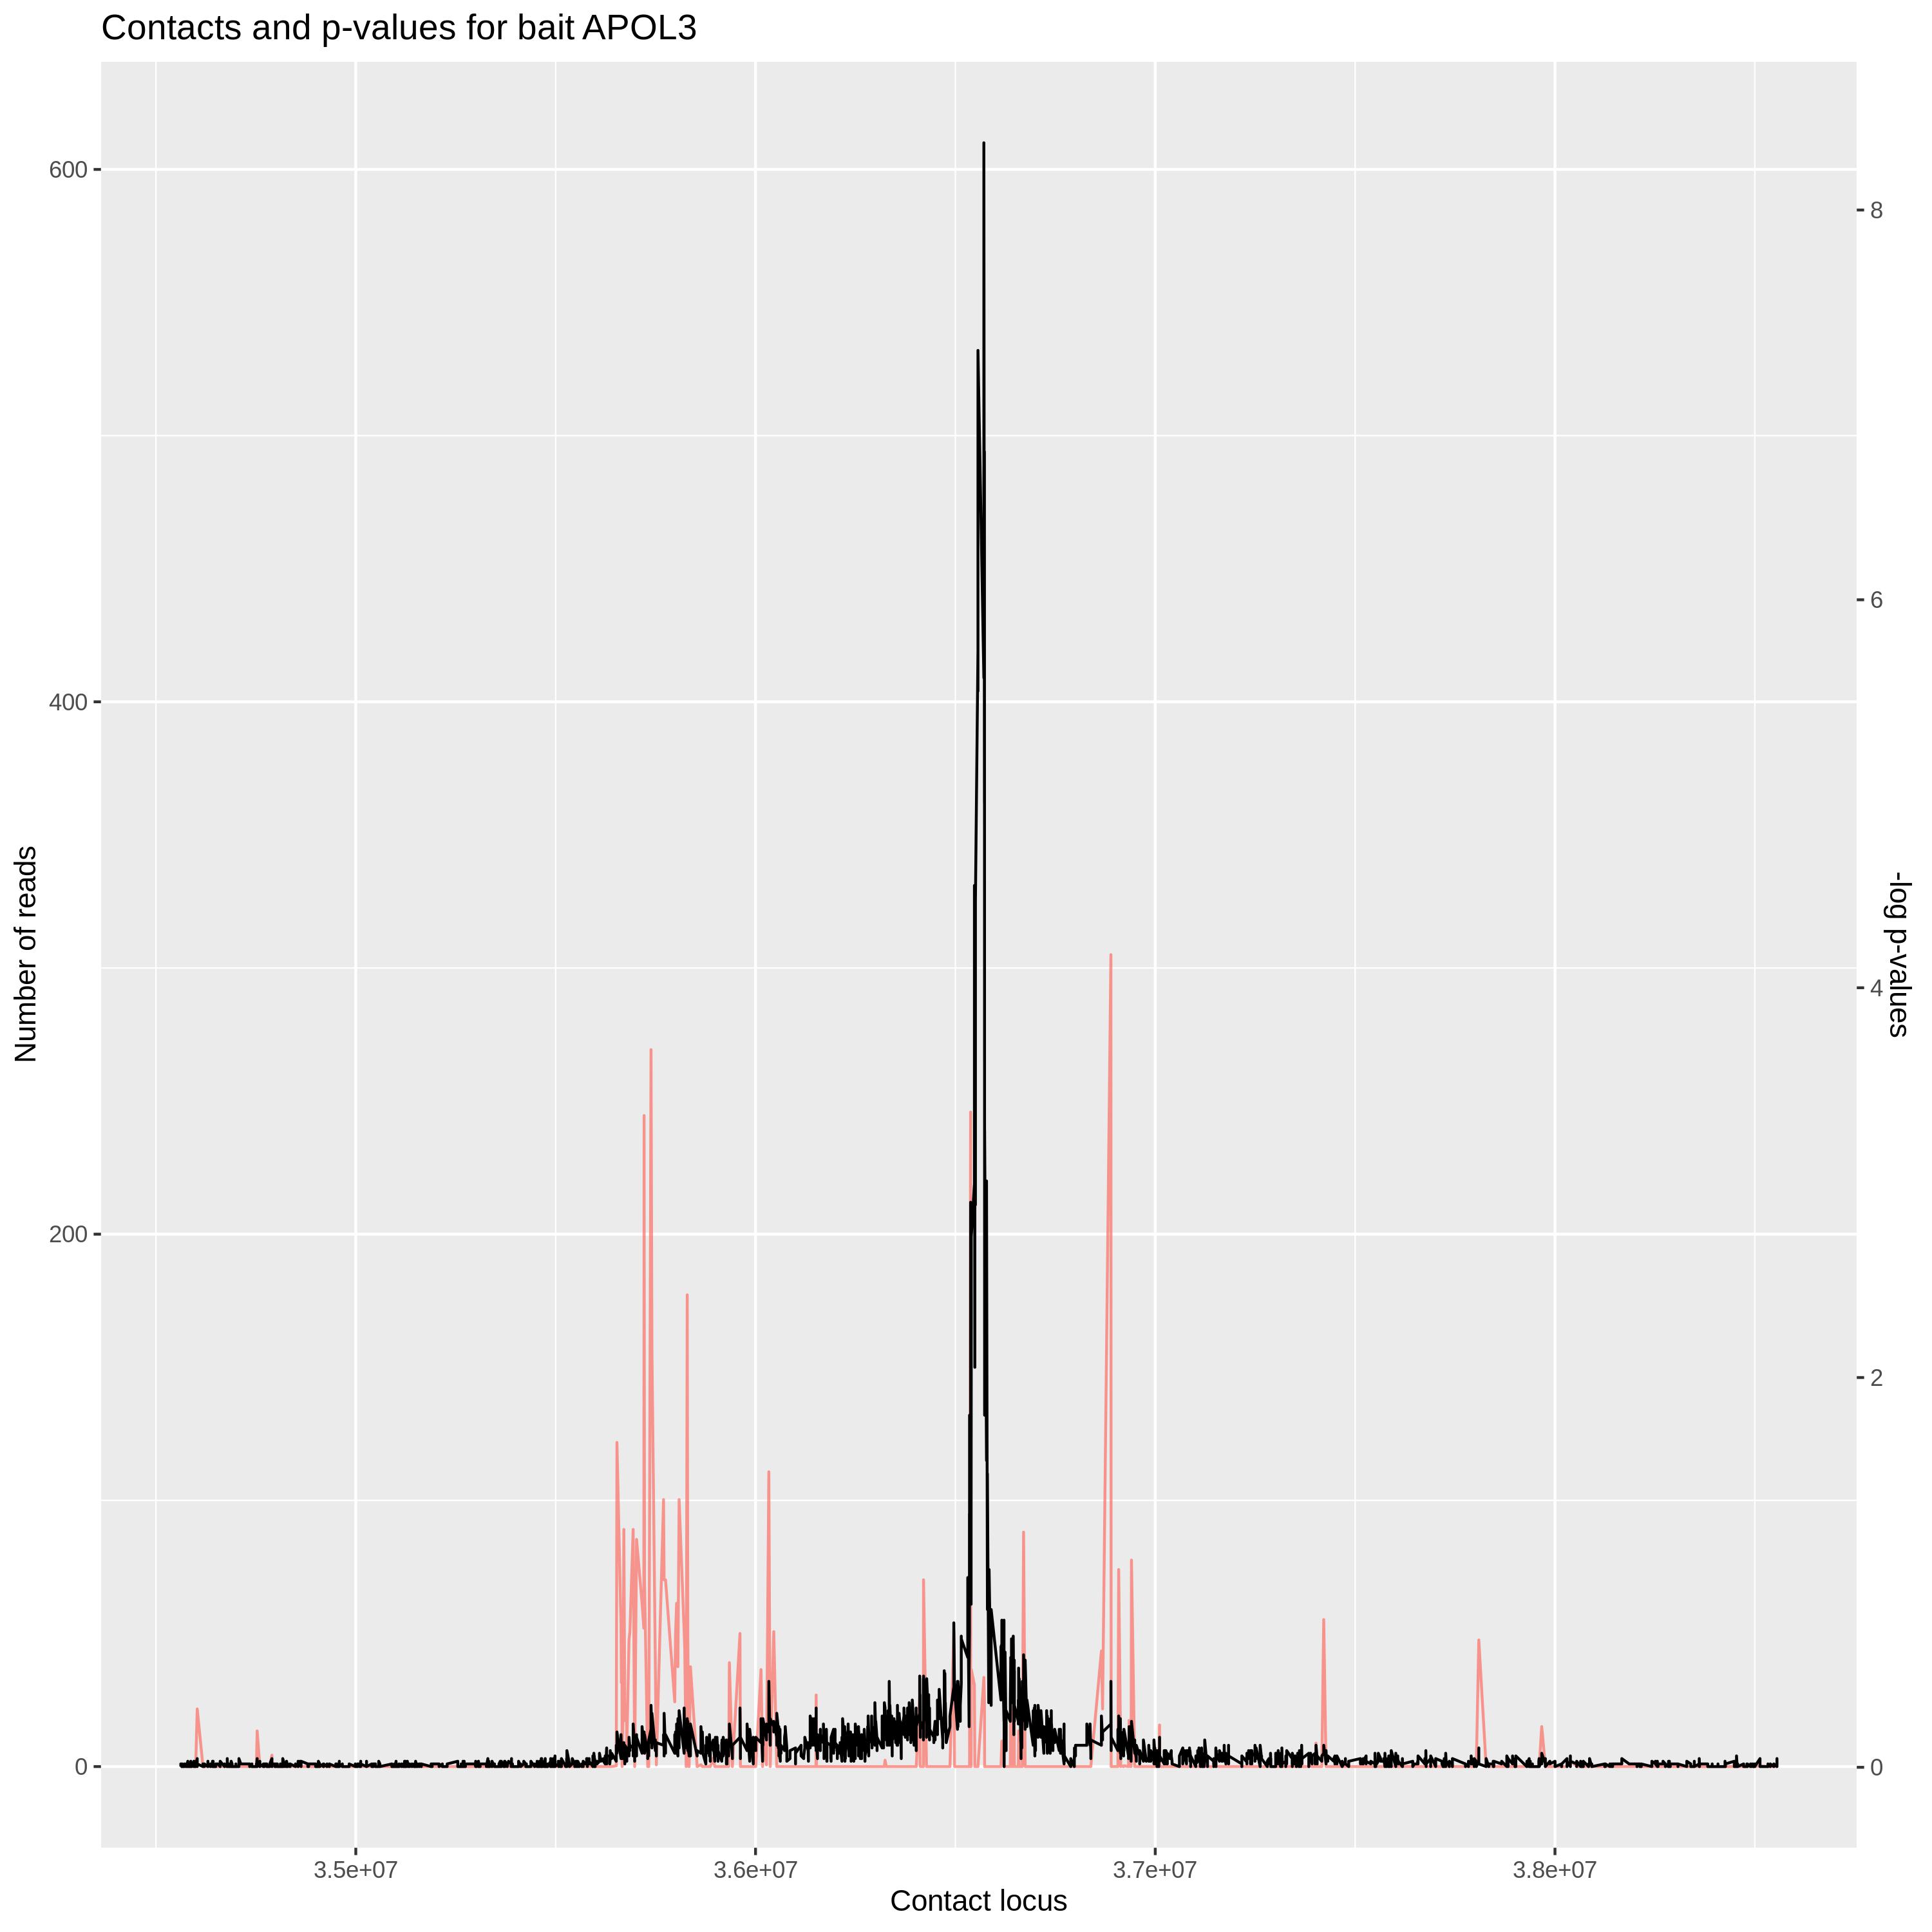 Contacts and p-values for bait APOL3
600
400
200
0
Number of reads
8
6
4
2
0
-log p-values
3.5e+07
3.6e+07
3.7e+07
3.8e+07
Contact locus